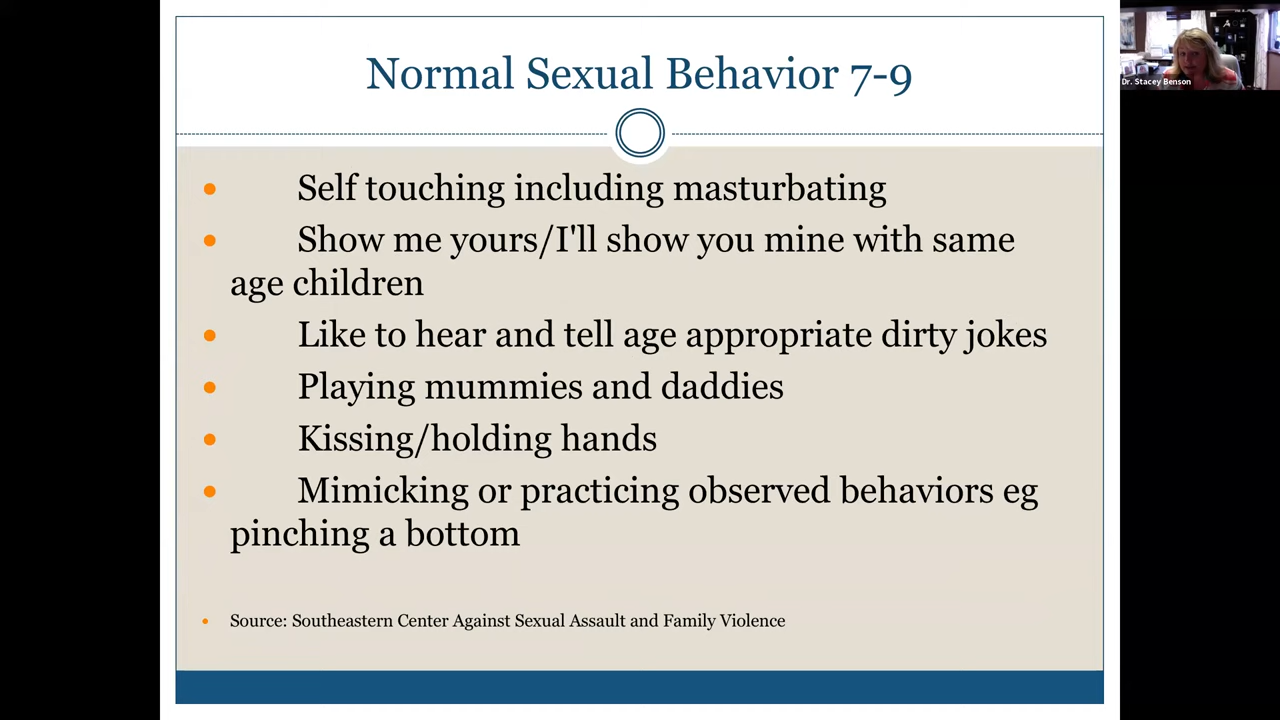 Normal Sexual Behavior 7-9
Dr. Stacey Benson
• Self touching including masturbating
• Show me yours/I'll show you mine with same
age children
• Like to hear and tell age appropriate dirty jokes
• Playing mummies and daddies
• Kissing/holding hands
• Mimicking or practicing observed behaviors eg
pinching a bottom
• Source: Southeastern Center Against Sexual Assault and Family Violence